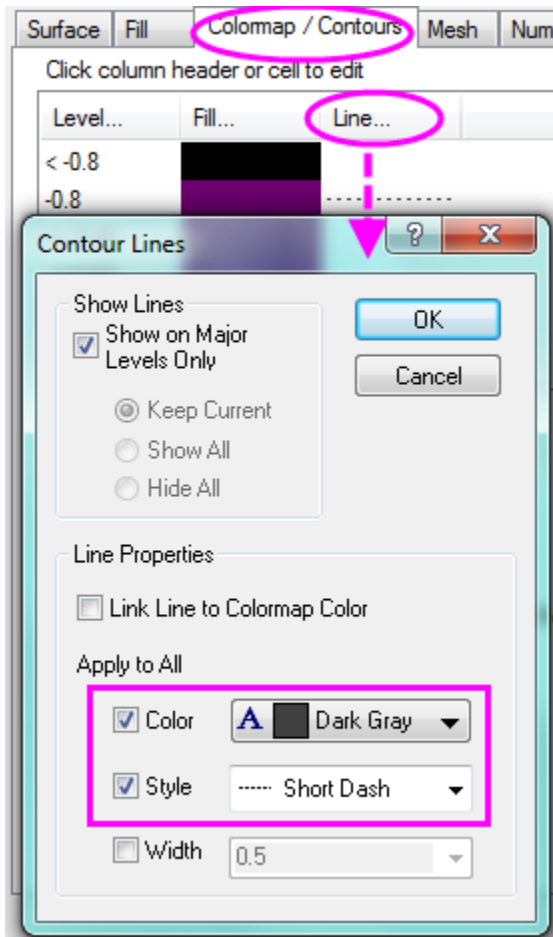 Surface Fill Colormap / Contours Mesh Num
Click column header or cell to edit
Level... Fill... Line...
< -0.8
-0.8
Contour Lines ?
Show Lines
Show on Major
Levels Only
OK
Cancel
Keep Current
Show All
Hide All
Line Properties
Link Line to Colormap Color
Apply to All
Color A Dark Gray
Style Short Dash
Width 0.5